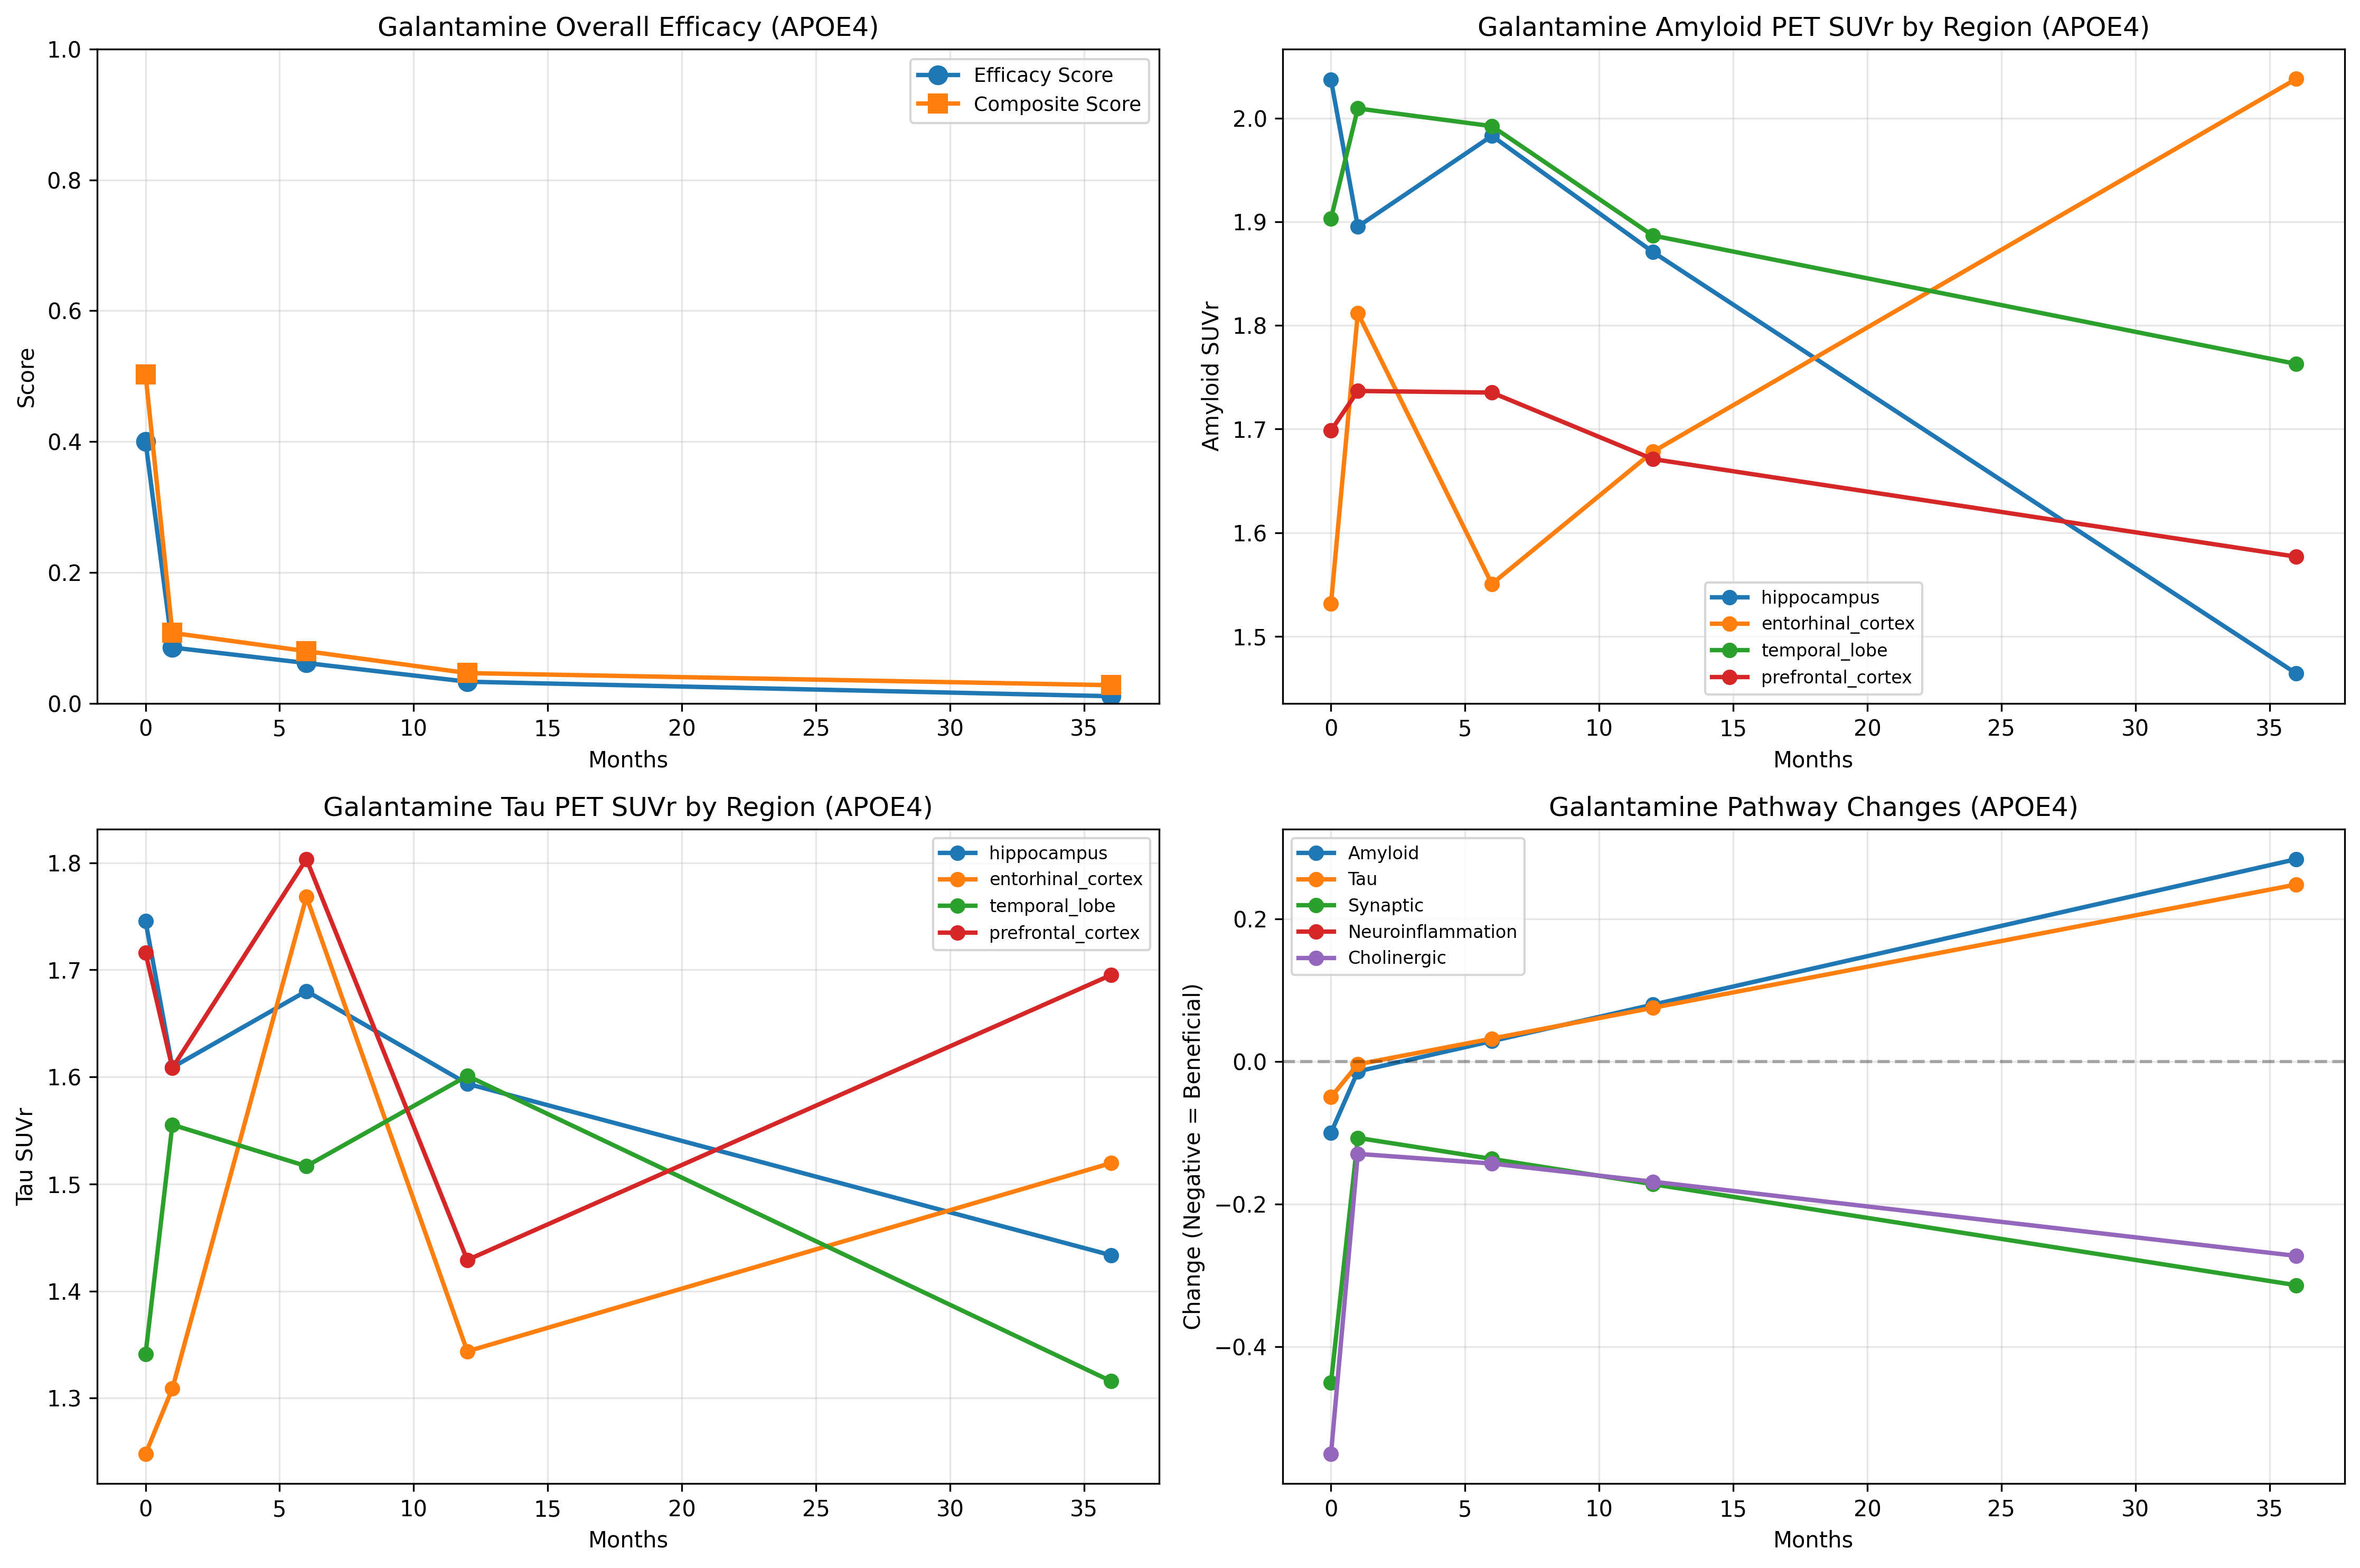 Galantamine Overall Efficacy (APOE4)
Score
1.0
0.8
0.6
0.4
0.2
0.0
Efficacy Score
Composite Score
0 5 10 15 20 25 30 35
Months
Galantamine Amyloid PET SUVr by Region (APOE4)
Amyloid SUVr
2.0
1.9
1.8
1.7
1.6
1.5
hippocampus
entorhinal_cortex
temporal_lobe
prefrontal_cortex
0 5 10 15 20 25 30 35
Months
Galantamine Tau PET SUVr by Region (APOE4)
Tau SUVr
1.8
1.7
1.6
1.5
1.4
1.3
hippocampus
entorhinal_cortex
temporal_lobe
prefrontal_cortex
0 5 10 15 20 25 30 35
Months
Galantamine Pathway Changes (APOE4)
Change (Negative = Beneficial)
0.2
0.0
−0.2
−0.4
Amyloid
Tau
Synaptic
Neuroinflammation
Cholinergic
0 5 10 15 20 25 30 35
Months